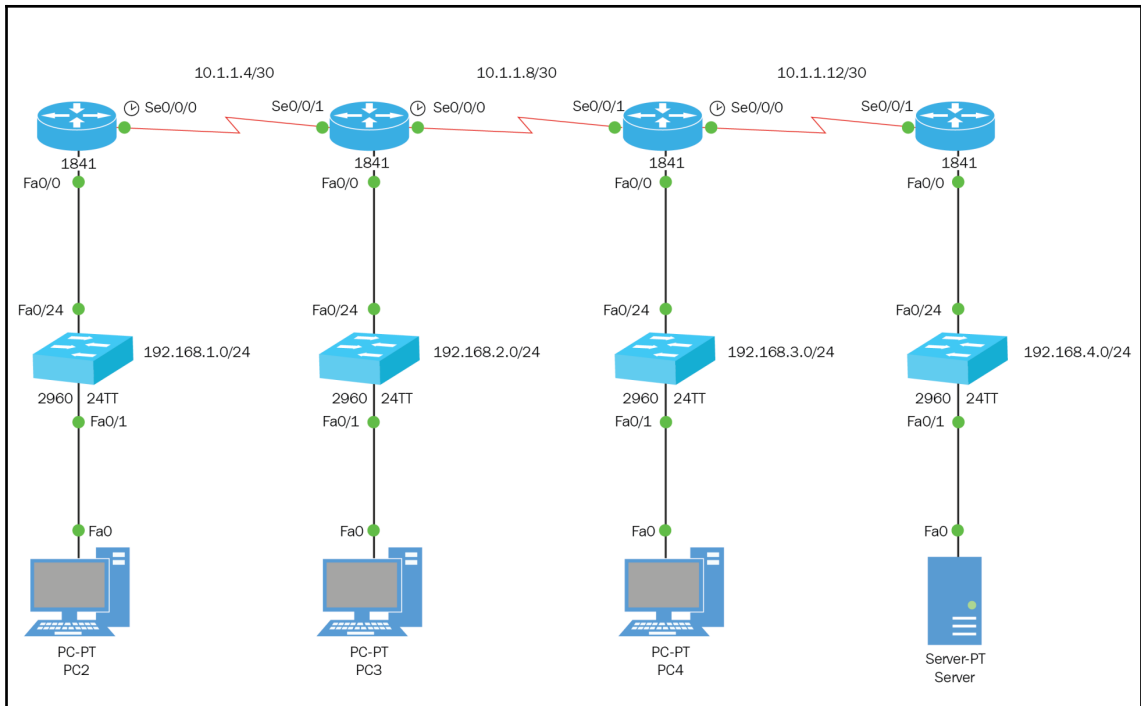 10.1.1.4/30 10.1.1.8/30 10.1.1.12/30
Se0/0/0 Se0/0/1 Se0/0/0 Se0/0/1 Se0/0/0 Se0/0/1
1841 1841 1841 1841
Fa0/0 Fa0/0 Fa0/0 Fa0/0
Fa0/24 Fa0/24 Fa0/24 Fa0/24
192.168.1.0/24 192.168.2.0/24 192.168.3.0/24 192.168.4.0/24
2960 24TT 2960 24TT 2960 24TT 2960 24TT
Fa0/1 Fa0/1 Fa0/1 Fa0/1
Fa0 Fa0 Fa0 Fa0
PC-PT PC-PT PC-PT Server-PT
PC2 PC3 PC4 Server